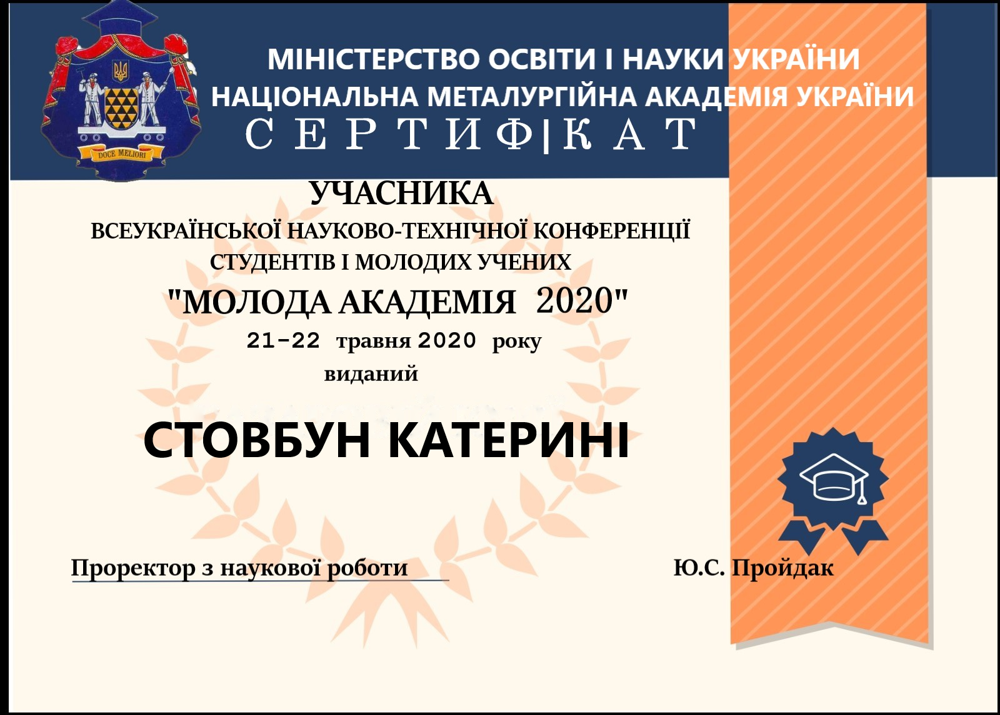 МІНІСТЕРСТВО ОСВІТИ І НАУКИ УКРАЇНИ
НАЦІОНАЛЬНА МЕТАЛУРГІЙНА АКАДЕМІЯ УКРАЇНИ
С Е Р Т И Ф | К А Т
DOCE MELIORI
УЧАСНИКА
ВСЕУКРАЇНСЬКОЇ НАУКОВО-ТЕХНІЧНОЇ КОНФЕРЕНЦІЇ
СТУДЕНТІВ І МОЛОДИХ УЧЕНИХ
"МОЛОДА АКАДЕМІЯ 2020"
21-22 травня 2020 року
виданий
СТОВБУН КАТЕРИНІ
Проректор з наукової роботи Ю.С. Пройдак